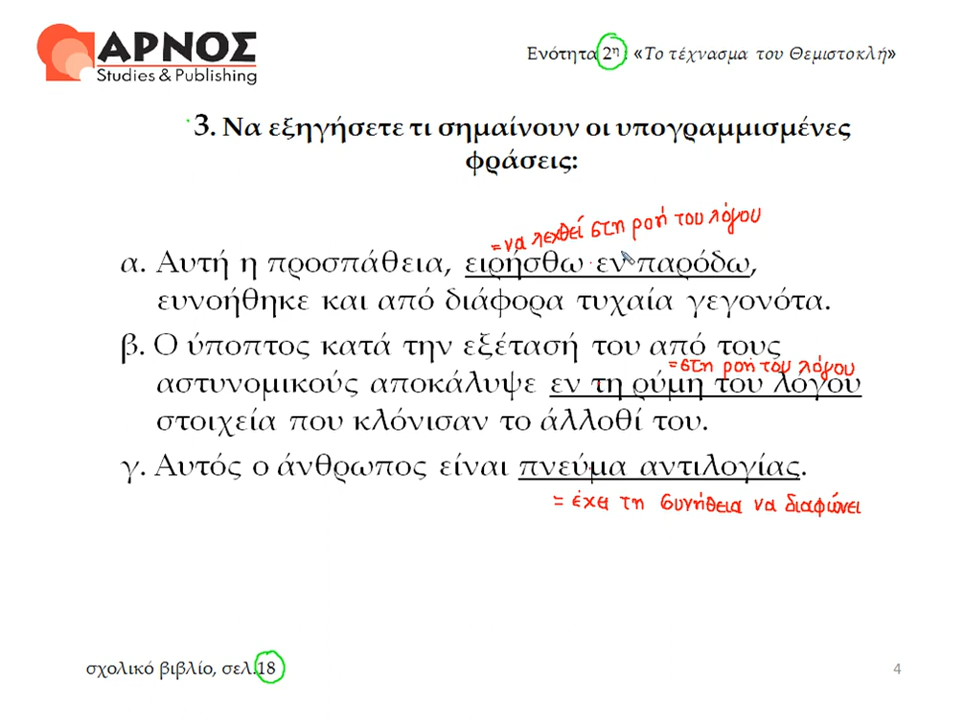 ΑΡΝΟΣ
Studies & Publishing
Ενότητα 2η : «Το τέχνασμα του Θεμιστοκλή»
3. Να εξηγήσετε τι σημαίνουν οι υπογραμμισμένες
φράσεις:
= να λεχθεί στη ροή του λόγου
α. Αυτή η προσπάθεια, ειρήσθω εν παρόδω,
ευνοήθηκε και από διάφορα τυχαία γεγονότα.
β. Ο ύποπτος κατά την εξέτασή του από τους
= στη ροή του λόγου
αστυνομικούς αποκάλυψε εν τη ρύμη του λόγου
στοιχεία που κλόνισαν το άλλοθί του.
γ. Αυτός ο άνθρωπος είναι πνεύμα αντιλογίας.
= έχει τη συνήθεια να διαφώνει
σχολικό βιβλίο, σελ.18
4